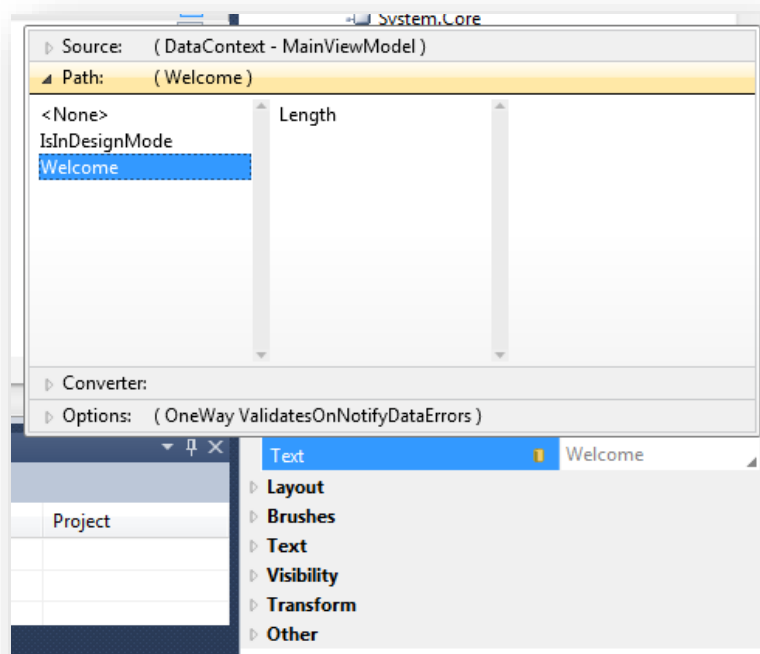 System.Core
Source: ( DataContext - MainViewModel )
Path: ( Welcome )
<None>
IsInDesignMode
Welcome
Length
Converter:
Options: ( OneWay ValidatesOnNotifyDataErrors )
Text Welcome
Layout
Brushes
Text
Visibility
Transform
Other
Project